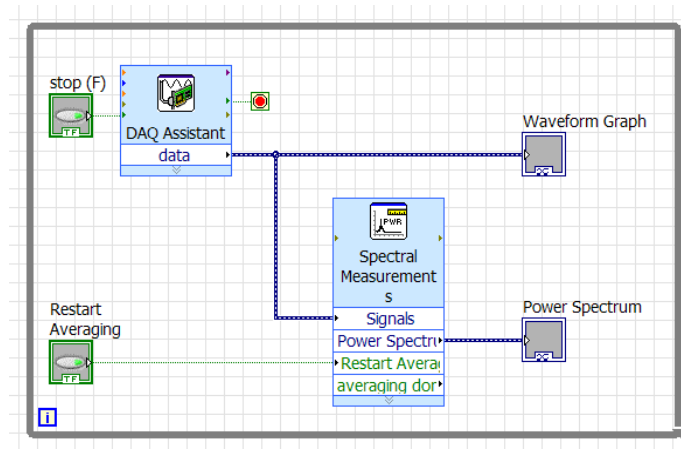 stop (F)
TF
DAQ Assistant
data
Waveform Graph
PWR
Spectral
Measurement
s
Signals
Power Spectru
Restart Averag
averaging dor
Restart
Averaging
TF
Power Spectrum
i